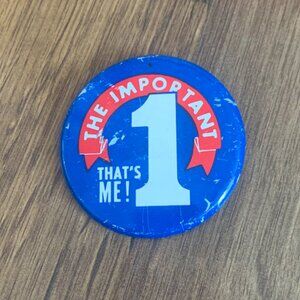 THE IMPORTANT
1
THAT'S
ME!